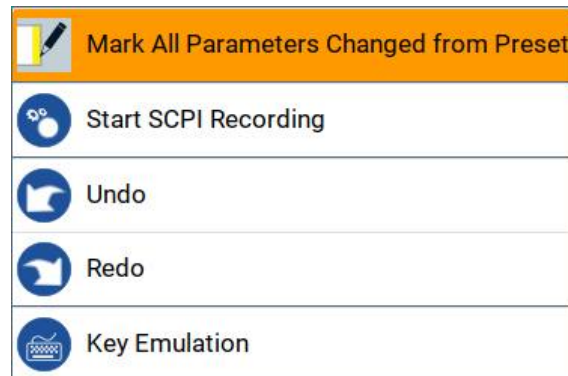 Mark All Parameters Changed from Preset
Start SCPI Recording
Undo
Redo
Key Emulation